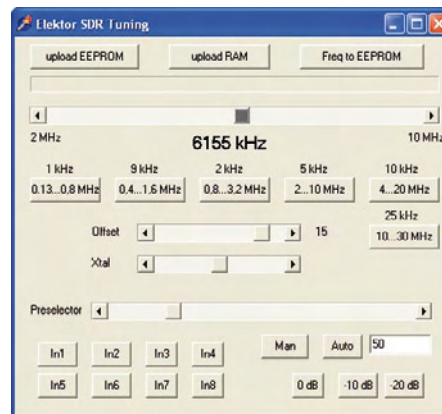 Elektor SDR Tuning
upload EEPROM upload RAM Freq to EEPROM
2 MHz 6155 kHz 10 MHz
1 kHz 9 kHz 2 kHz 5 kHz 10 kHz
0.13...0,8 MHz 0,4...1,6 MHz 0,8...3,2 MHz 2...10 MHz 4...20 MHz
25 kHz
Offset 15 10...30 MHz
Xtal
Preselector
In1 In2 In3 In4 Man Auto 50
In5 In6 In7 In8 0 dB -10 dB -20 dB